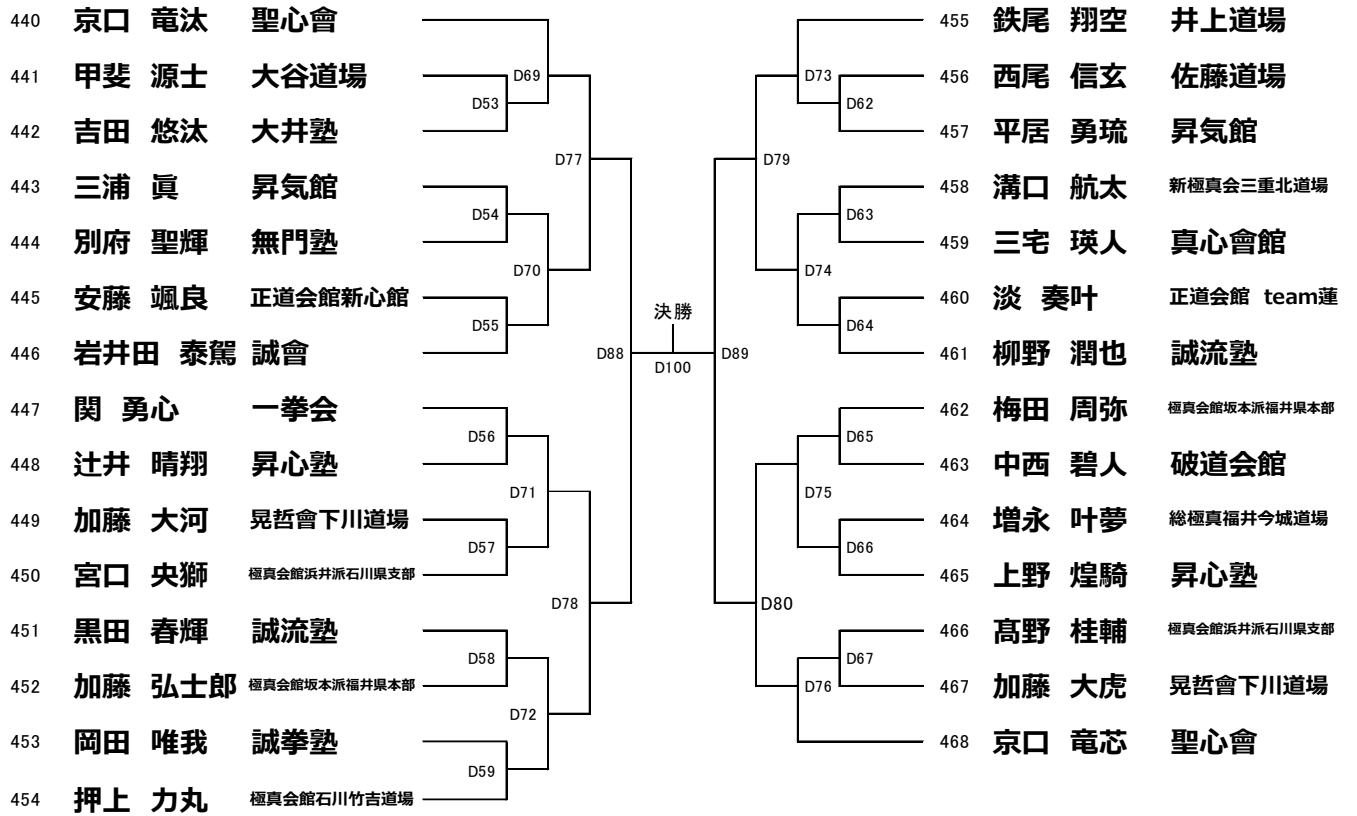 440 京口 竜汰 聖心會
441 甲斐 源士 大谷道場
442 吉田 悠汰 大井塾
443 三浦 眞 昇気館
444 別府 聖輝 無門塾
445 安藤 颯良 正道会館新心館
446 岩井田 泰駕 誠會
447 関 勇心 一拳会
448 辻井 晴翔 昇心塾
449 加藤 大河 晃哲會下川道場
450 宮口 央獅 極真会館浜井派石川県支部
451 黒田 春輝 誠流塾
452 加藤 弘士郎 極真会館坂本派福井県本部
453 岡田 唯我 誠拳塾
454 押上 力丸 極真会館石川竹吉道場
D69
D53
D77
D54
D70
D55
D88
D56
D71
D57
D78
D58
D72
D59
決勝
D100
D73
D62
D79
D63
D74
D64
D89
D65
D75
D66
D80
D67
D76
455 鉄尾 翔空 井上道場
456 西尾 信玄 佐藤道場
457 平居 勇琉 昇気館
458 溝口 航太 新極真会三重北道場
459 三宅 瑛人 真心會館
460 淡 奏叶 正道会館 team蓮
461 柳野 潤也 誠流塾
462 梅田 周弥 極真会館坂本派福井県本部
463 中西 碧人 破道会館
464 増永 叶夢 総極真福井今城道場
465 上野 煌騎 昇心塾
466 髙野 桂輔 極真会館浜井派石川県支部
467 加藤 大虎 晃哲會下川道場
468 京口 竜芯 聖心會